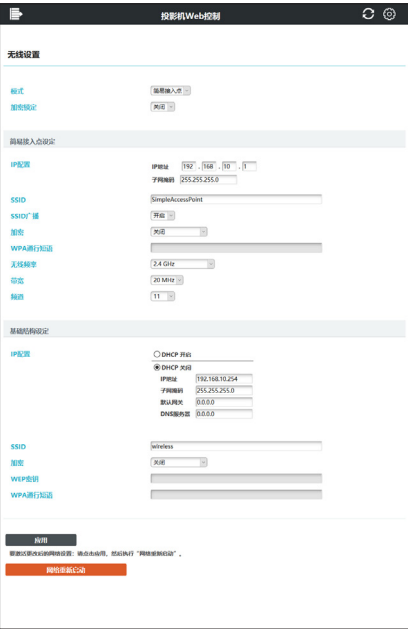 投影机Web控制
无线设置
模式 简易接入点
加密锁定 关闭
简易接入点设定
IP配置 IP地址 192 . 168 . 10 . 1
子网掩码 255.255.255.0
SSID SimpleAccessPoint
SSID广播 开启
加密 关闭
WPA通行短语
无线频率 2.4 GHz
带宽 20 MHz
频道 11
基础结构设定
IP配置 DHCP 开启
DHCP 关闭
IP地址 192.168.10.254
子网掩码 255.255.255.0
默认网关 0.0.0.0
DNS服务器 0.0.0.0
SSID wireless
加密 关闭
WEP密钥
WPA通行短语
应用
要激活更改后的网络设置：请点击应用，然后执行“网络重新启动”。
网络重新启动